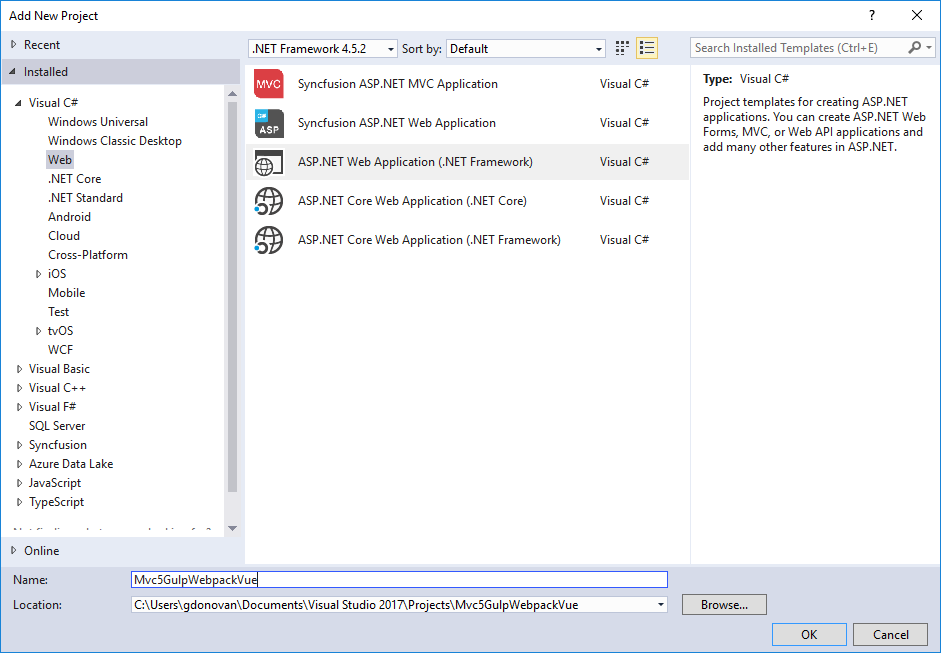 Add New Project
?
Recent
Installed
.NET Framework 4.5.2
Sort by:
Default
Search Installed Templates (Ctrl+E)
Visual C#
Windows Universal
Windows Classic Desktop
Web
.NET Core
.NET Standard
Android
Cloud
Cross-Platform
iOS
Mobile
Test
tvOS
WCF
Visual Basic
Visual C++
Visual F#
SQL Server
Syncfusion
Azure Data Lake
JavaScript
TypeScript
Online
MVC
Syncfusion ASP.NET MVC Application
Visual C#
ASP
Syncfusion ASP.NET Web Application
Visual C#
ASP.NET Web Application (.NET Framework)
Visual C#
ASP.NET Core Web Application (.NET Core)
Visual C#
ASP.NET Core Web Application (.NET Framework)
Visual C#
Type: Visual C#
Project templates for creating ASP.NET
applications. You can create ASP.NET Web
Forms, MVC, or Web API applications and
add many other features in ASP.NET.
Name:
Mvc5GulpWebpackVue
Location:
C:\Users\gdonovan\Documents\Visual Studio 2017\Projects\Mvc5GulpWebpackVue
Browse...
OK
Cancel